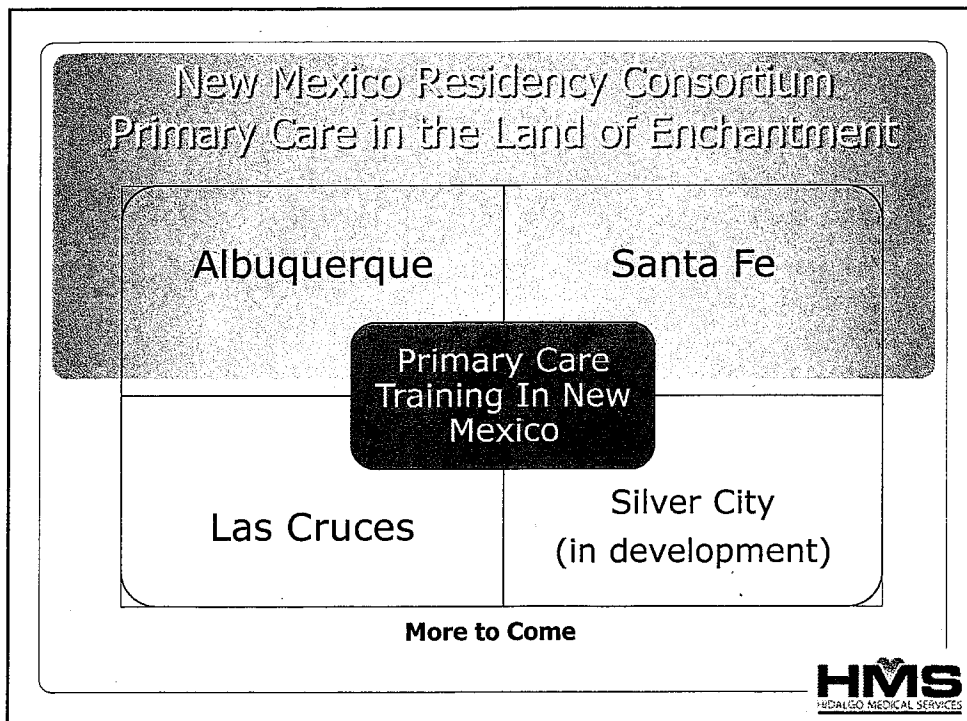 New Mexico Residency Consortium
Primary Care in the Land of Enchantment
Albuquerque
Santa Fe
Primary Care
Training In New
Mexico
Las Cruces
Silver City
(in development)
More to Come
HMS
HIDALGO MEDICAL SERVICES